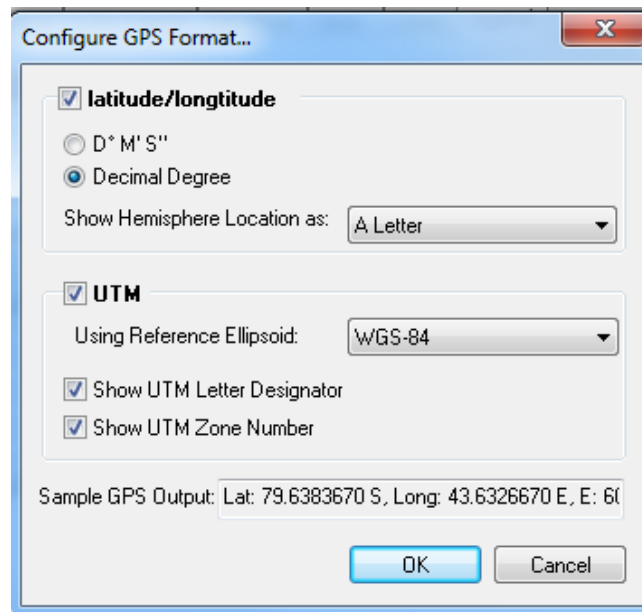 Configure GPS Format...
latitude/longtitude
D° M' S"
Decimal Degree
Show Hemisphere Location as: A Letter
UTM
Using Reference Ellipsoid: WGS-84
Show UTM Letter Designator
Show UTM Zone Number
Sample GPS Output: Lat: 79.6383670 S, Long: 43.6326670 E, E: 6(
OK Cancel